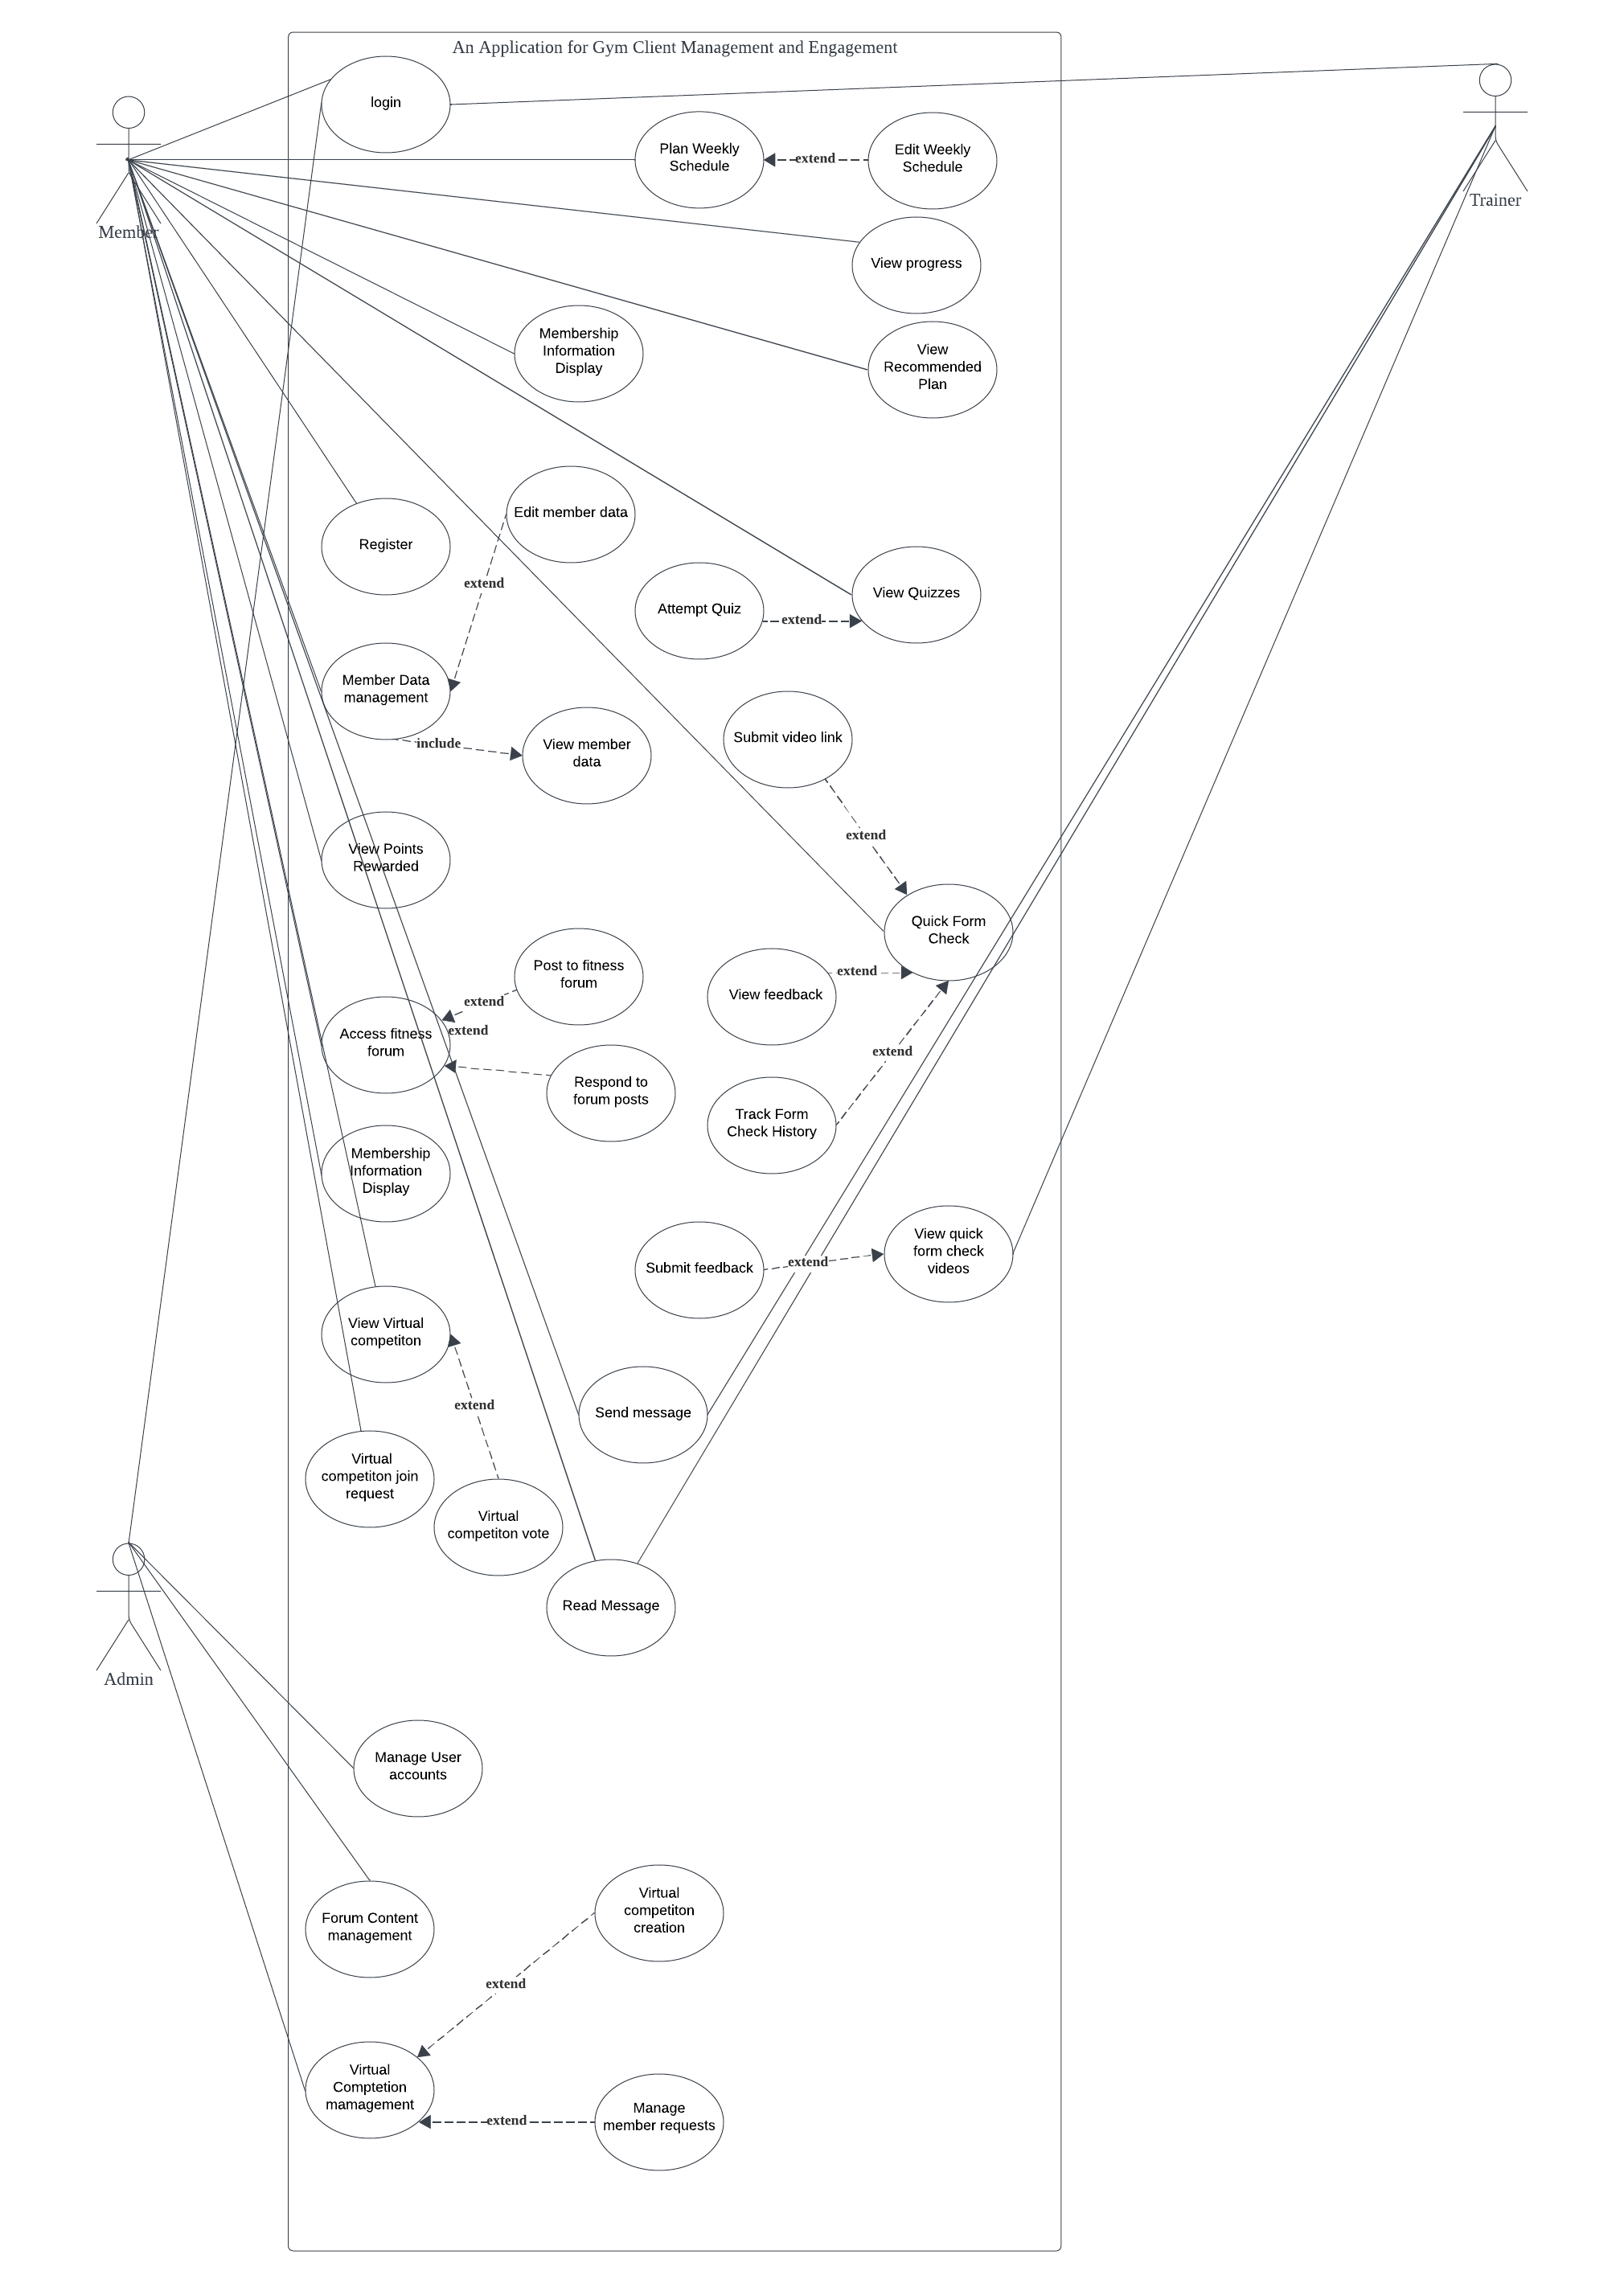 An Application for Gym Client Management and Engagement
login
Member
Trainer
Plan Weekly
Schedule
extend
Edit Weekly
Schedule
View progress
Membership
Information
Display
View
Recommended
Plan
Edit member data
Register
extend
Attempt Quiz
extend
View Quizzes
Member Data
management
include
View member
data
Submit video link
extend
View Points
Rewarded
Quick Form
Check
Post to fitness
forum
extend
extend
View feedback
extend
Access fitness
forum
Respond to
forum posts
extend
Track Form
Check History
Membership
Information
Display
Submit feedback
extend
View quick
form check
videos
View Virtual
competiton
extend
Send message
Virtual
competiton join
request
Virtual
competiton vote
Read Message
Admin
Manage User
accounts
Forum Content
management
Virtual
competiton
creation
extend
Virtual
Comptetion
mamagement
extend
Manage
member requests